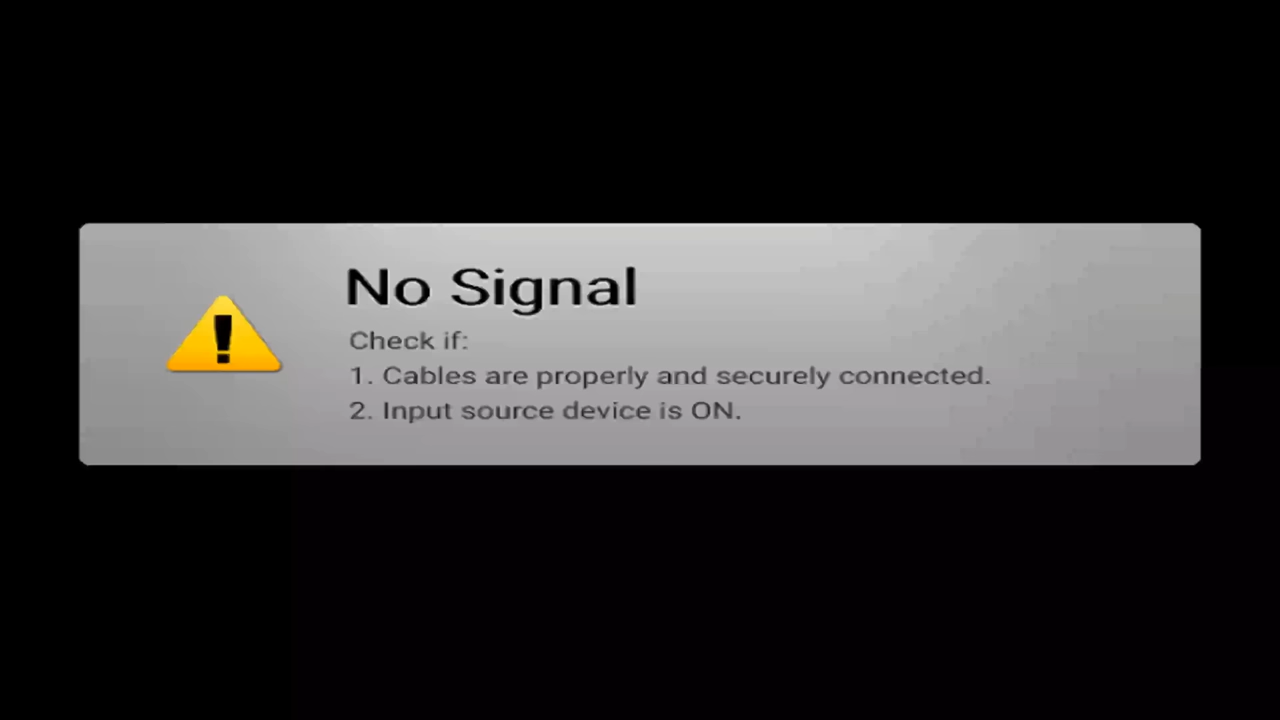 No Signal
Check if:
1. Cables are properly and securely connected.
2. Input source device is ON.